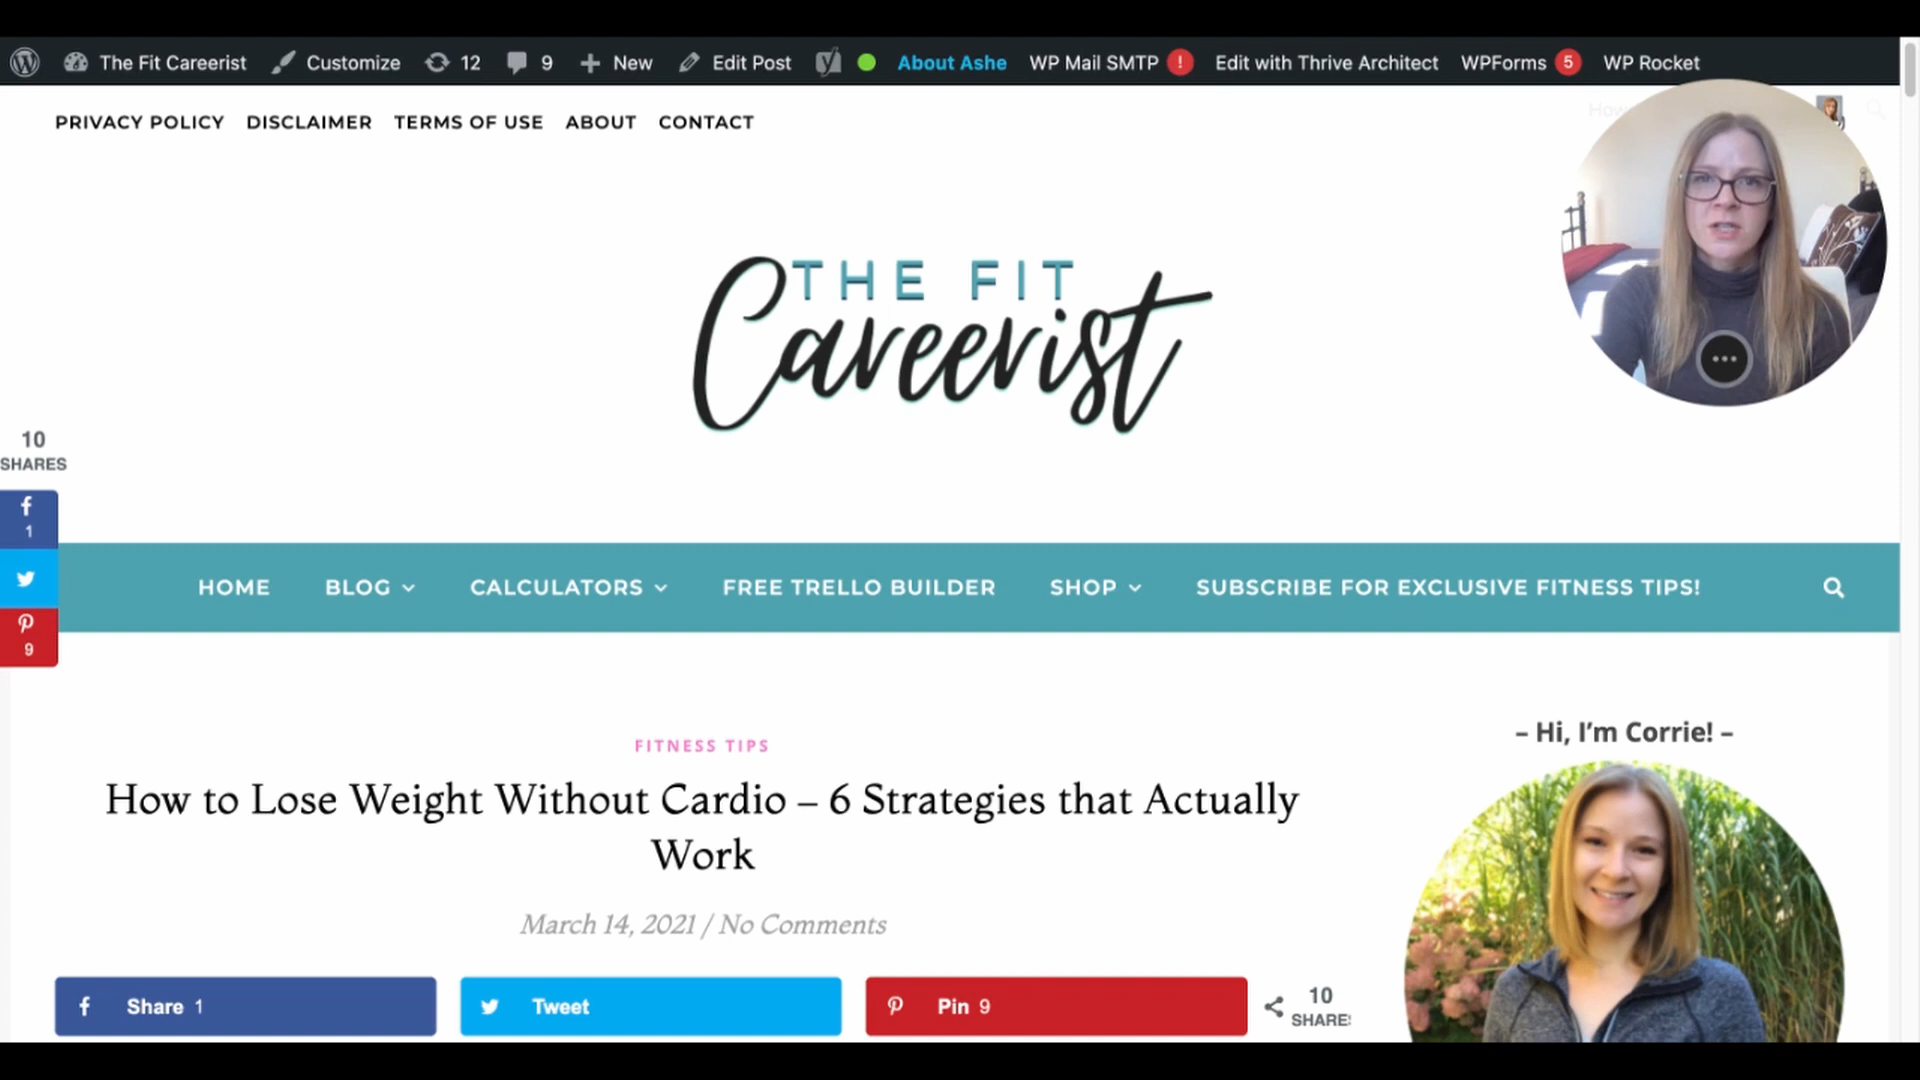 The Fit Careerist Customize 12 9 New Edit Post About Ashe WP Mail SMTP ! Edit with Thrive Architect WPForms 5 WP Rocket
PRIVACY POLICY DISCLAIMER TERMS OF USE ABOUT CONTACT
THE FIT
Careerist
10
SHARES
1
9
HOME BLOG CALCULATORS FREE TRELLO BUILDER SHOP SUBSCRIBE FOR EXCLUSIVE FITNESS TIPS!
FITNESS TIPS
How to Lose Weight Without Cardio – 6 Strategies that Actually
Work
March 14, 2021 / No Comments
Share 1 Tweet Pin 9
10
SHARES
– Hi, I'm Corrie! –